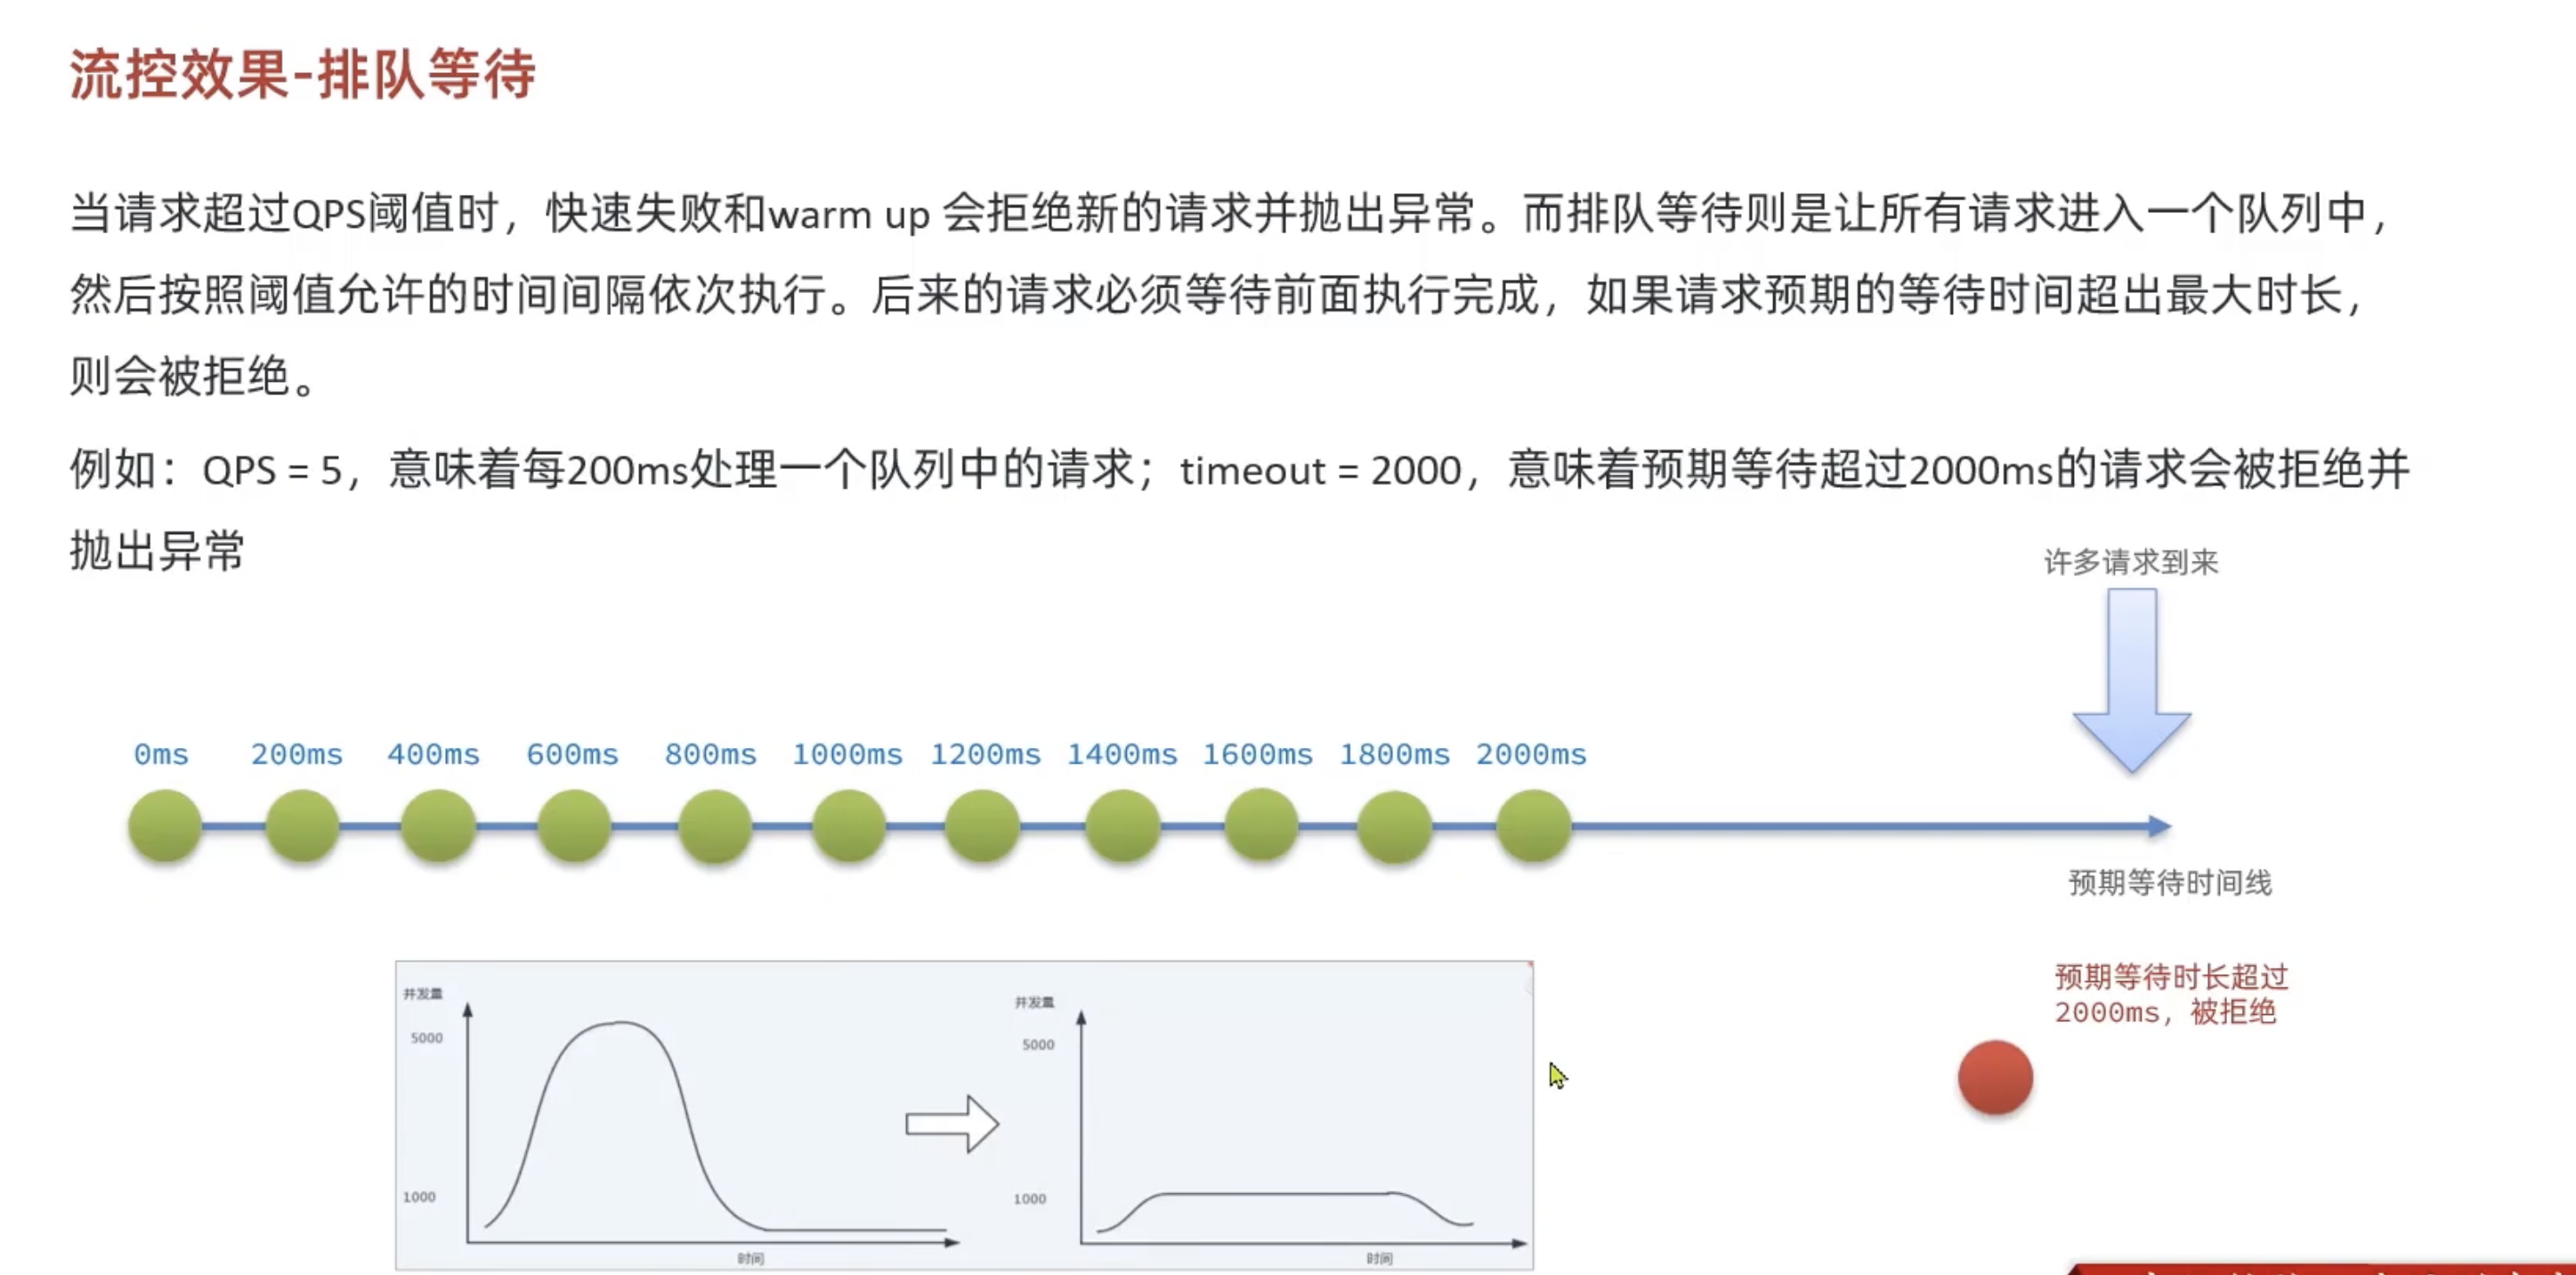 流控效果-排队等待
当请求超过QPS阈值时，快速失败和warm up 会拒绝新的请求并抛出异常。而排队等待则是让所有请求进入一个队列中，
然后按照阈值允许的时间间隔依次执行。后来的请求必须等待前面执行完成，如果请求预期的等待时间超出最大时长，
则会被拒绝。
例如：QPS = 5，意味着每200ms处理一个队列中的请求；timeout = 2000，意味着预期等待超过2000ms的请求会被拒绝并
抛出异常
许多请求到来
0ms 200ms 400ms 600ms 800ms 1000ms 1200ms 1400ms 1600ms 1800ms 2000ms
预期等待时间线
预期等待时长超过
2000ms，被拒绝
并发量
5000
1000
时间
并发量
5000
1000
时间